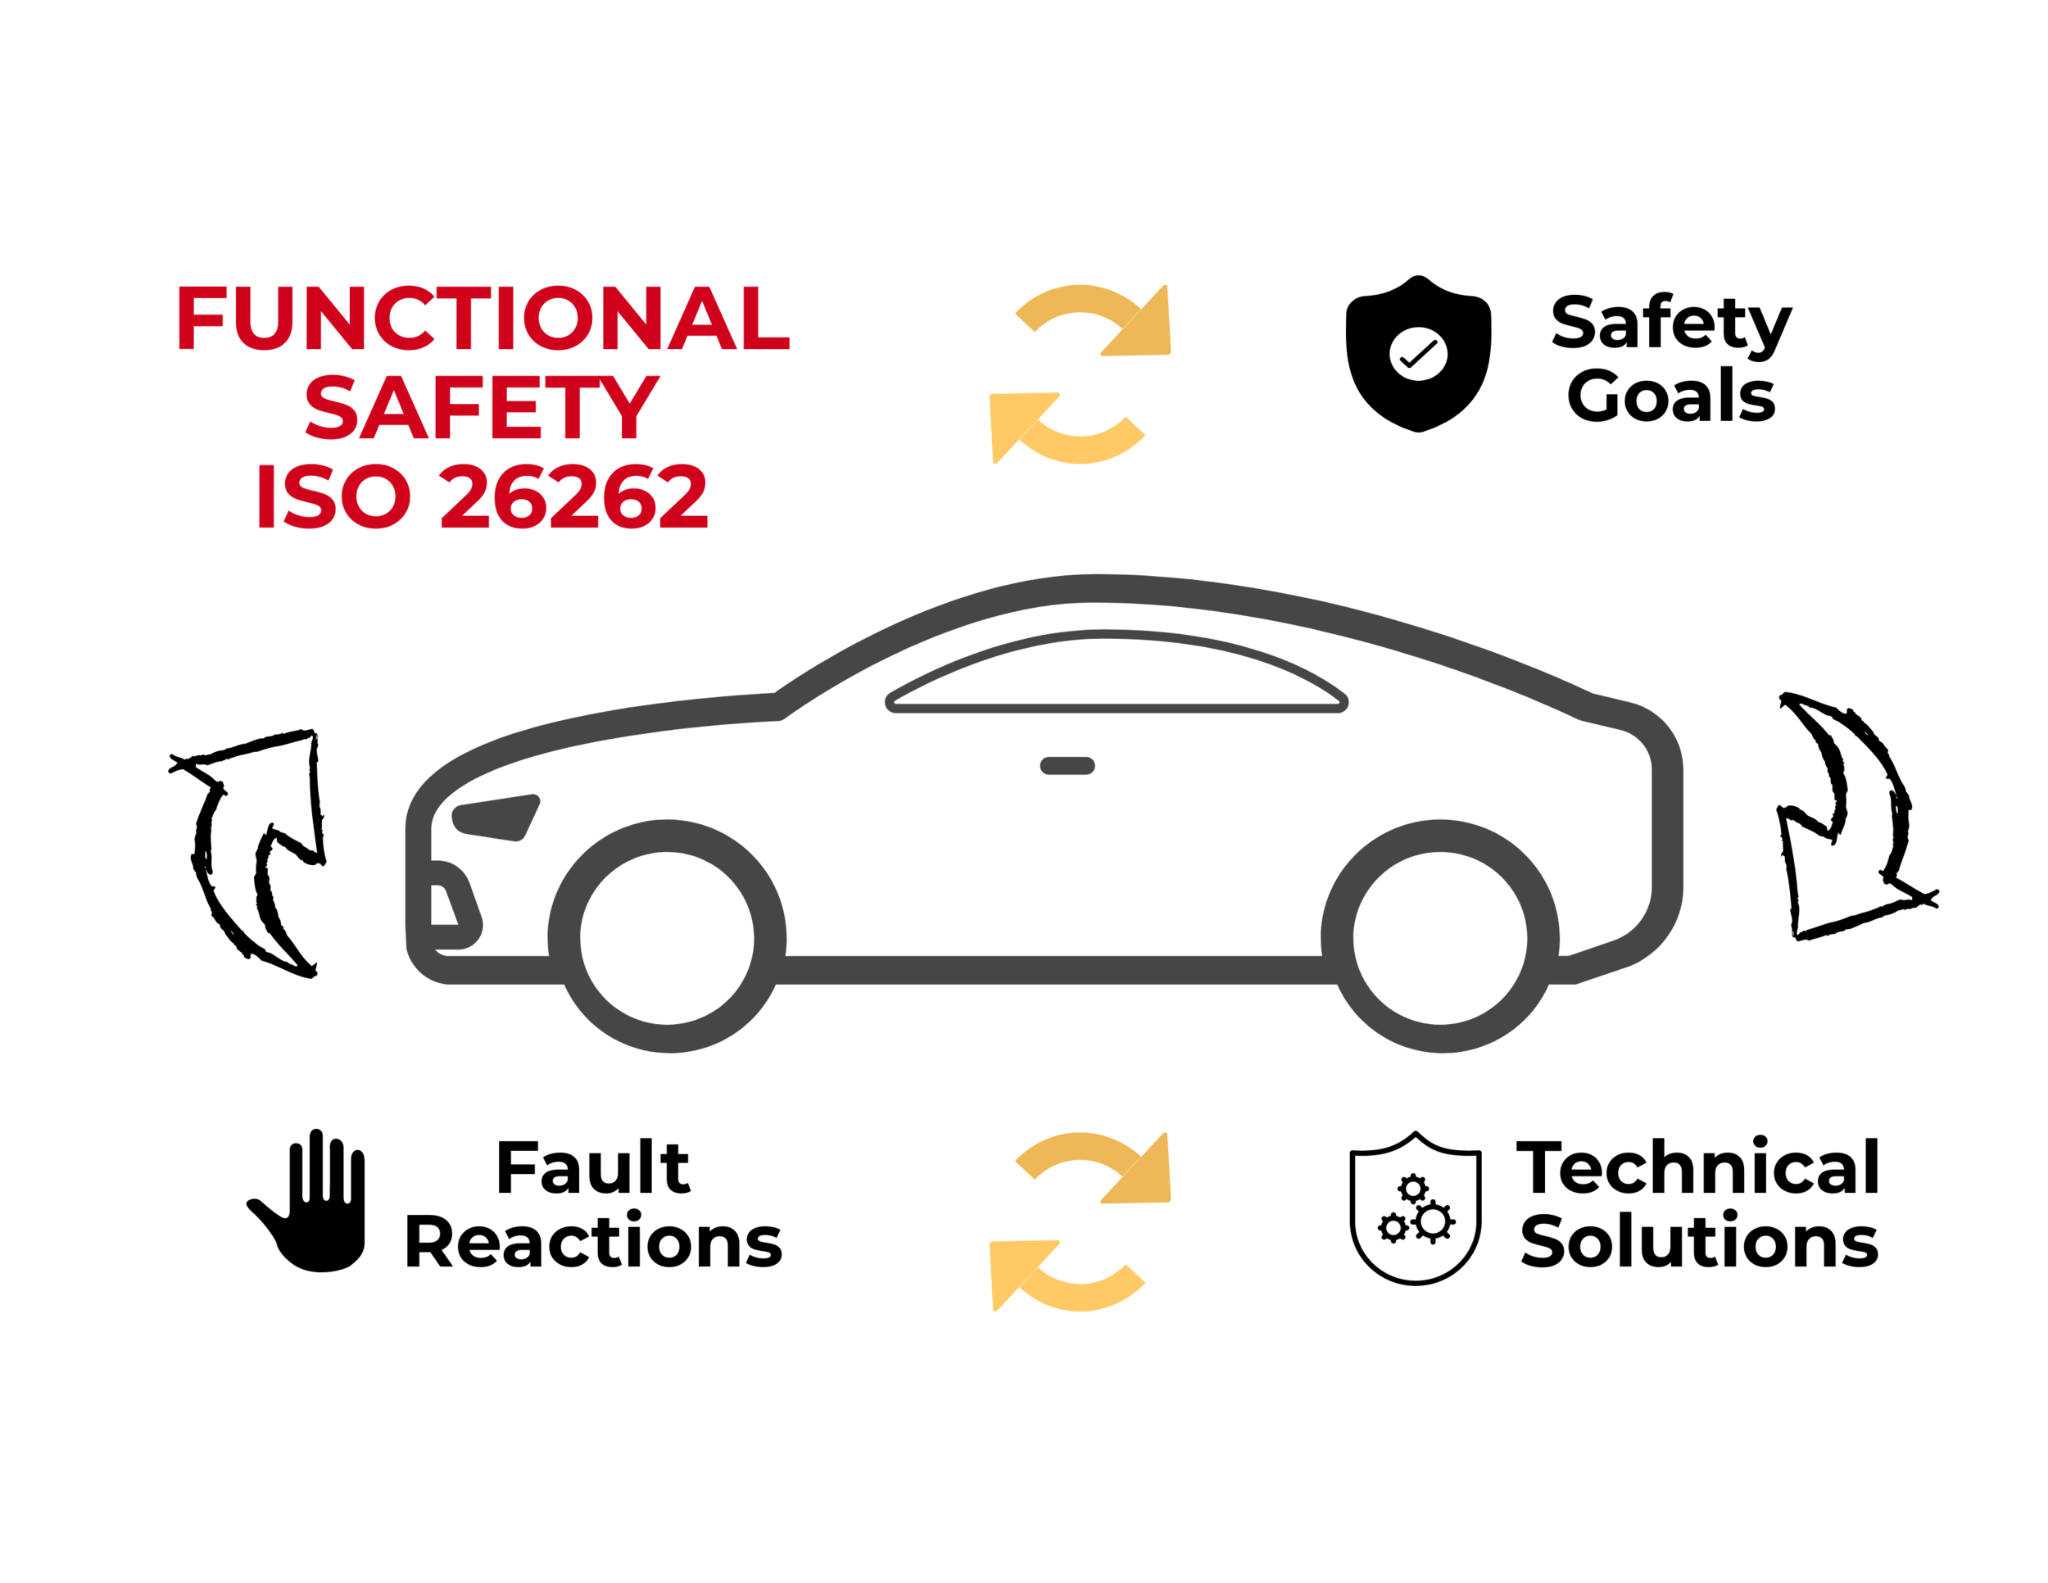 FUNCTIONAL
SAFETY
ISO 26262
Safety
Goals
Fault
Reactions
Technical
Solutions